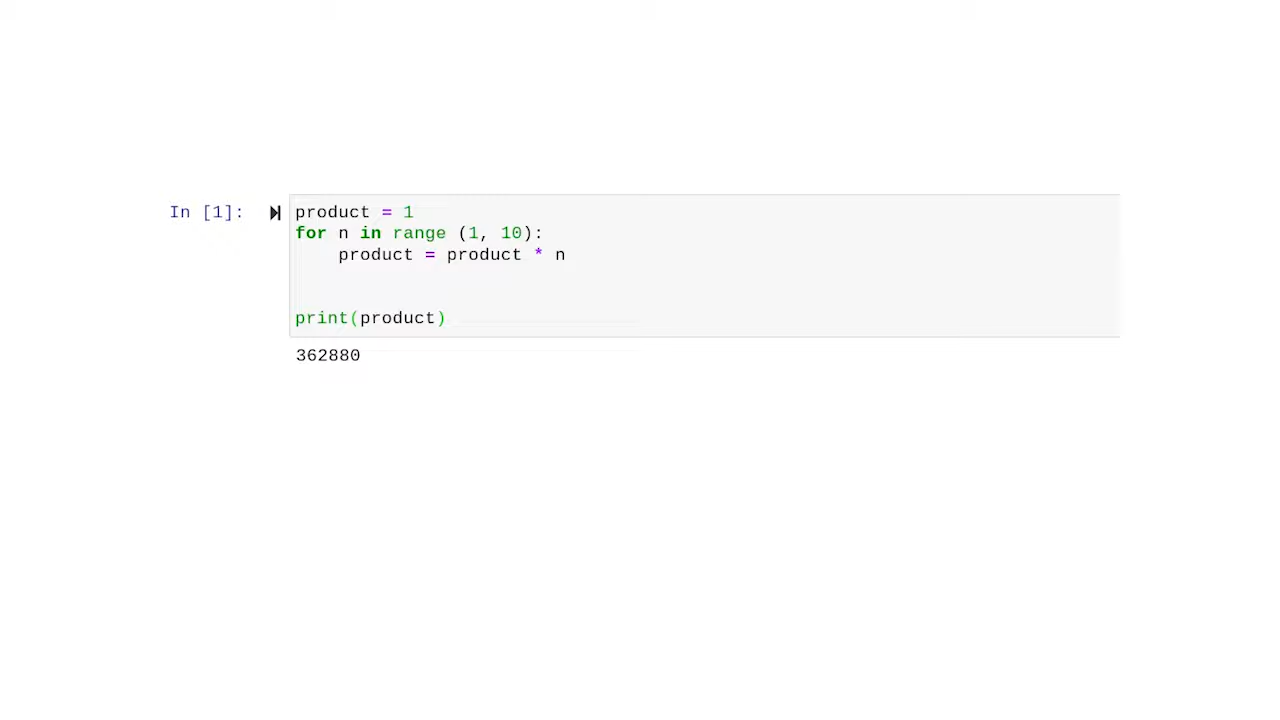 In [1]:
product = 1
for n in range (1, 10):
    product = product * n
print(product)
362880